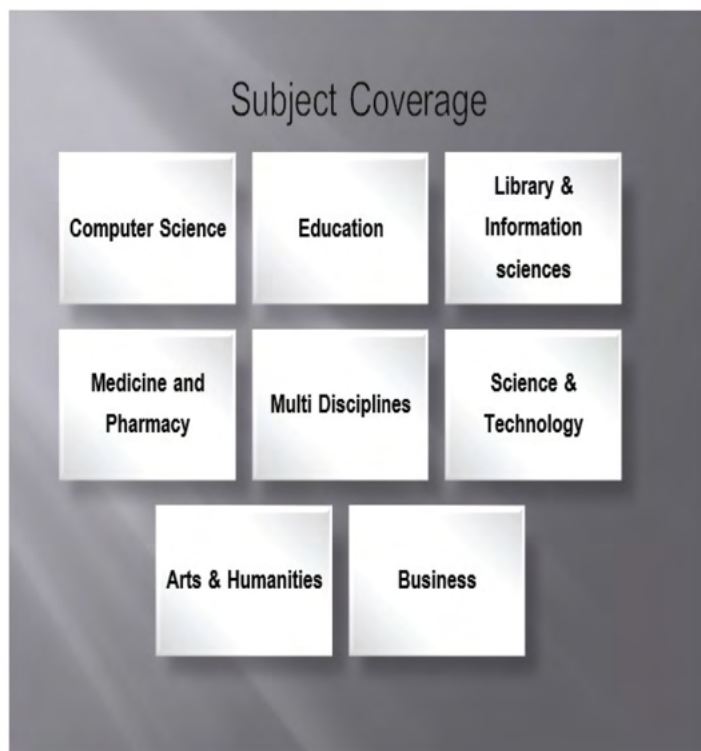 Subject Coverage
Computer Science
Education
Library &
Information
sciences
Medicine and
Pharmacy
Multi Disciplines
Science &
Technology
Arts & Humanities
Business